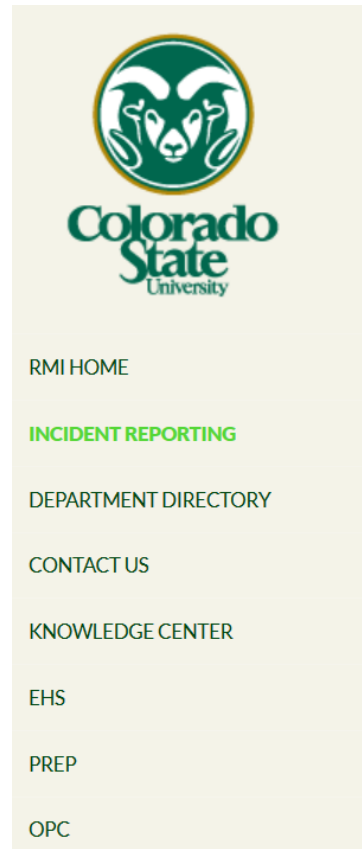 Colorado
State
University
RMI HOME
INCIDENT REPORTING
DEPARTMENT DIRECTORY
CONTACT US
KNOWLEDGE CENTER
EHS
PREP
OPC